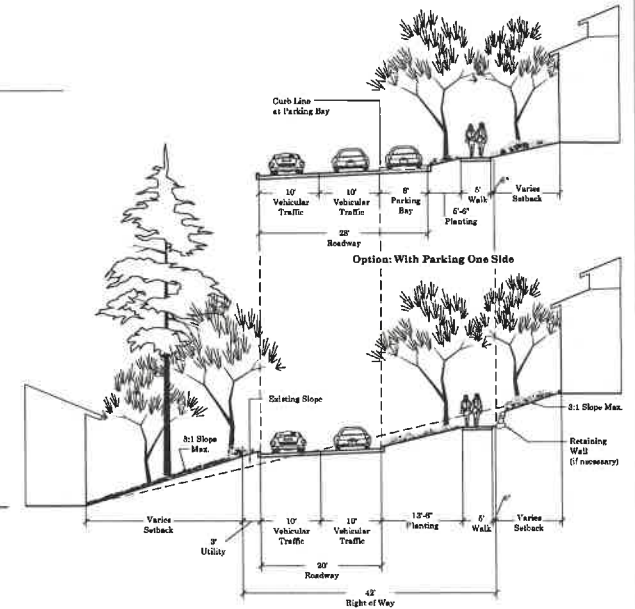 Curb Line
at Parking Bay
10' Vehicular Traffic
10' Vehicular Traffic
8' Parking Bay
5'-6" Planting
5' Walk
6"
Varies Setback
28' Roadway
Option: With Parking One Side
Existing Slope
3:1 Slope Max.
3:1 Slope Max.
Retaining
Wall
(if necessary)
Varies Setback
3' Utility
10' Vehicular Traffic
10' Vehicular Traffic
13'-6" Planting
5' Walk
6"
Varies Setback
20' Roadway
42' Right of Way